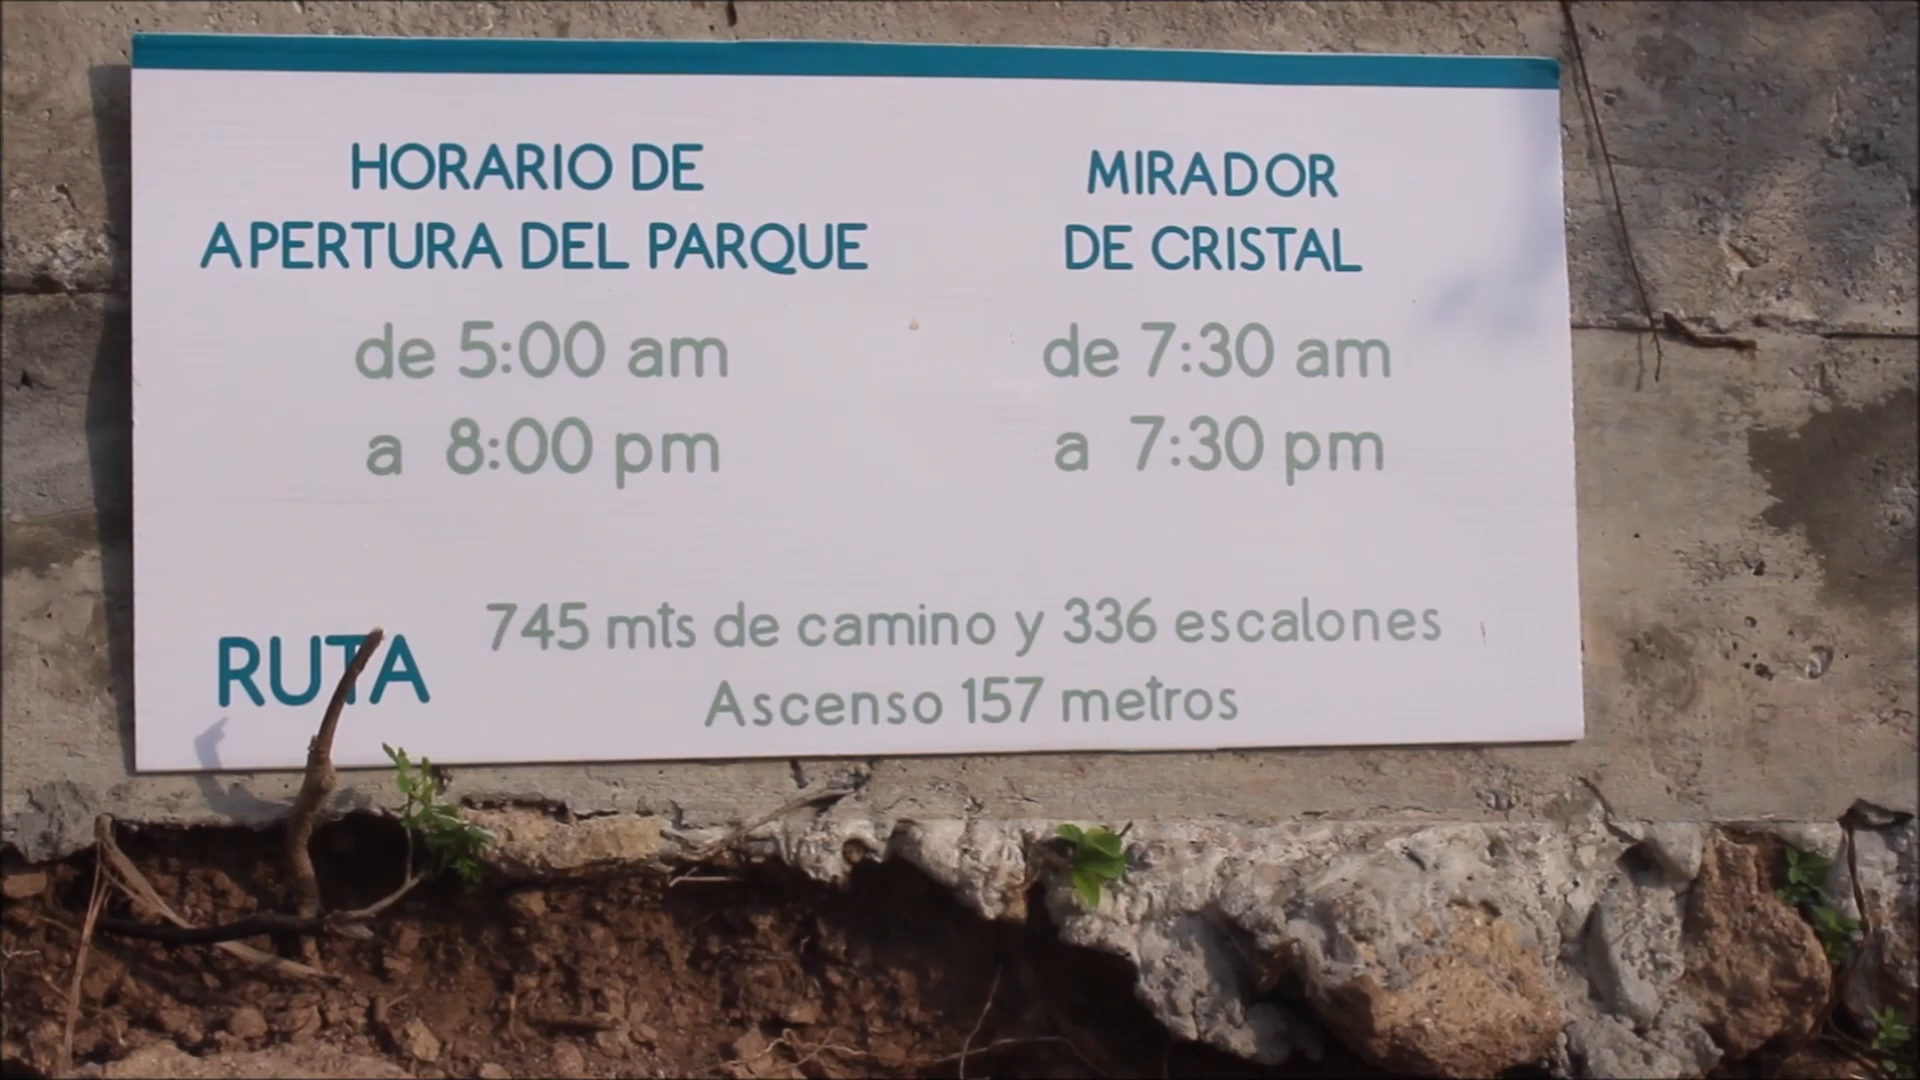 HORARIO DE
APERTURA DEL PARQUE
de 5:00 am
a 8:00 pm
MIRADOR
DE CRISTAL
de 7:30 am
a 7:30 pm
RUTA
745 mts de camino y 336 escalones
Ascenso 157 metros